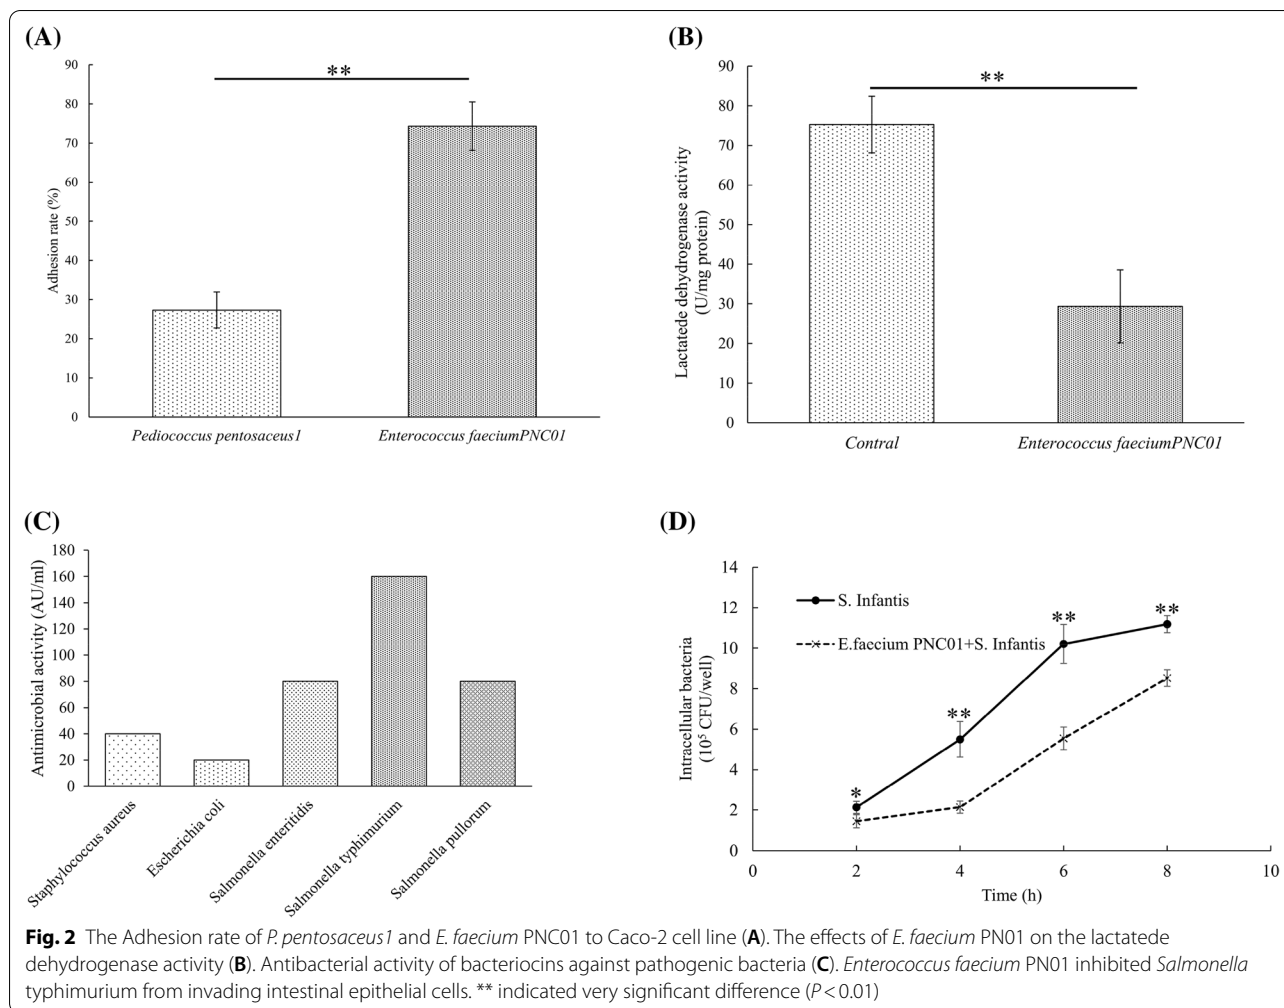 (A)
**
90
80
70
60
50
40
30
20
10
0
Adhesion rate (%)
Pediococcus pentosaceus1
Enterococcus faeciumPNC01
(B)
**
90
80
70
60
50
40
30
20
10
0
Lactatede dehydrogenase activity
(U/mg protein)
Contral
Enterococcus faeciumPNC01
(C)
180
160
140
120
100
80
60
40
20
0
Antimicrobial activity (AU/ml)
Staphylococcus aureus
Escherichia coli
Salmonella enteritidis
Salmonella typhimurium
Salmonella pullorum
(D)
14
12
10
8
6
4
2
0
Intracellular bacteria
(10⁵ CFU/well)
S. Infantis
E.faecium PNC01+S. Infantis
*
**
**
**
0
2
4
6
8
10
Time (h)
Fig. 2 The Adhesion rate of P. pentosaceus1 and E. faecium PNC01 to Caco-2 cell line (A). The effects of E. faecium PN01 on the lactatede
dehydrogenase activity (B). Antibacterial activity of bacteriocins against pathogenic bacteria (C). Enterococcus faecium PN01 inhibited Salmonella
typhimurium from invading intestinal epithelial cells. ** indicated very significant difference (P < 0.01)